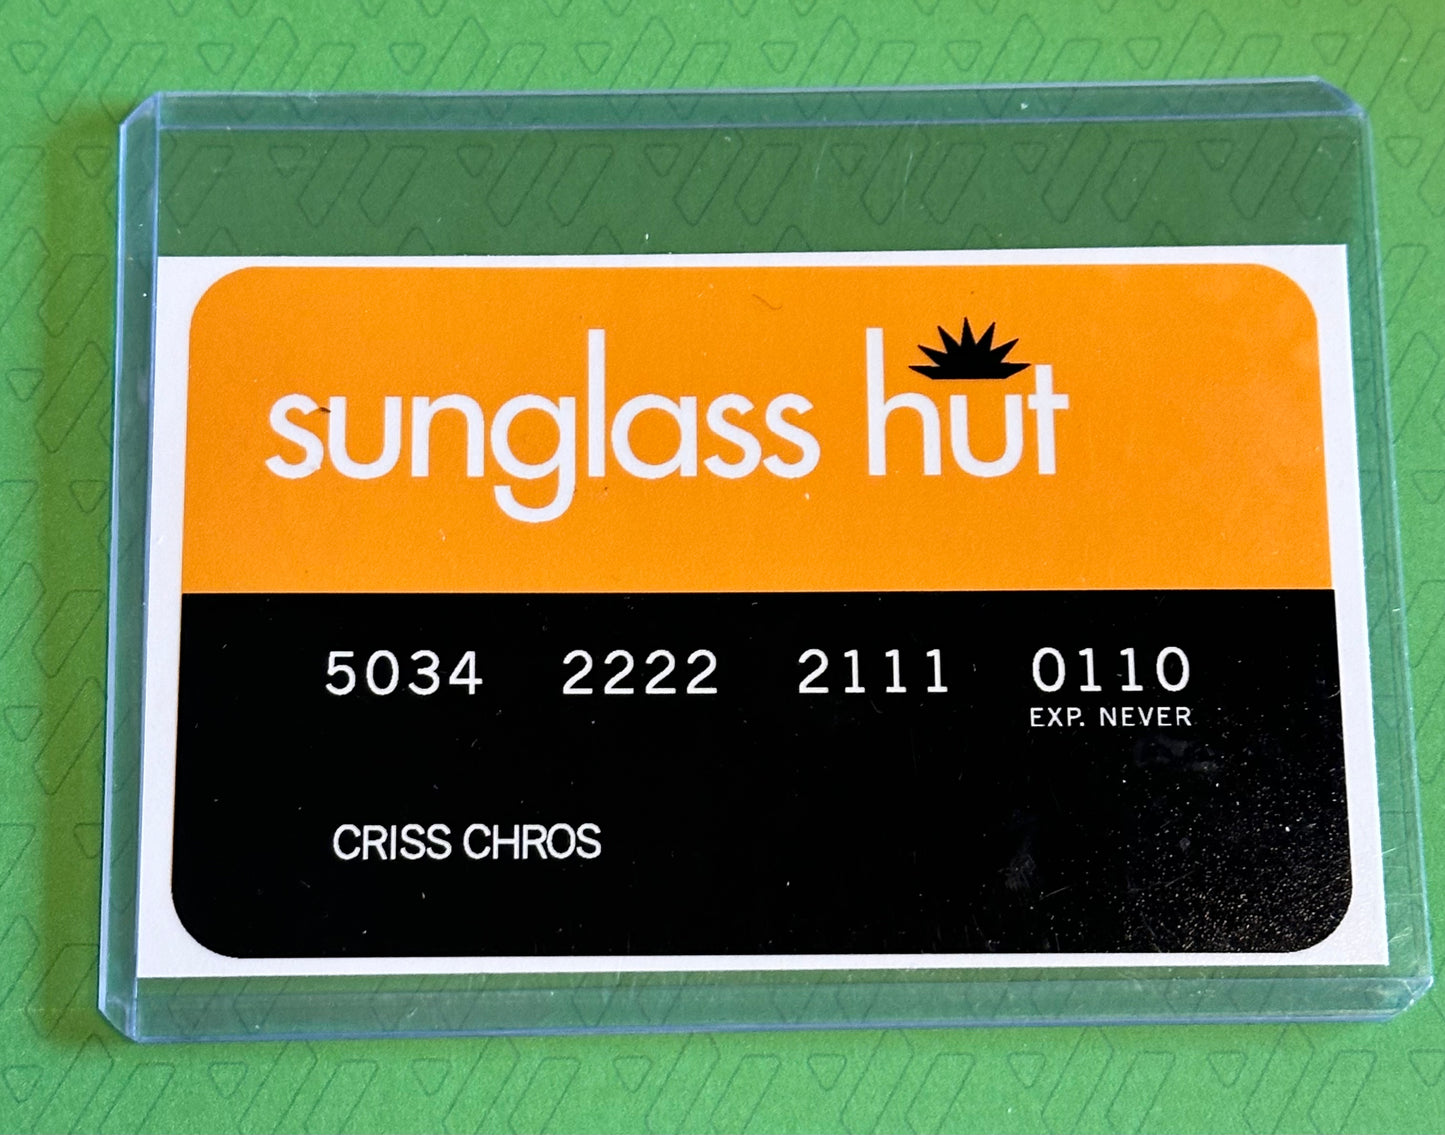 sunglass hut
5034 2222 2111 0110
EXP. NEVER
CRISS CHROS